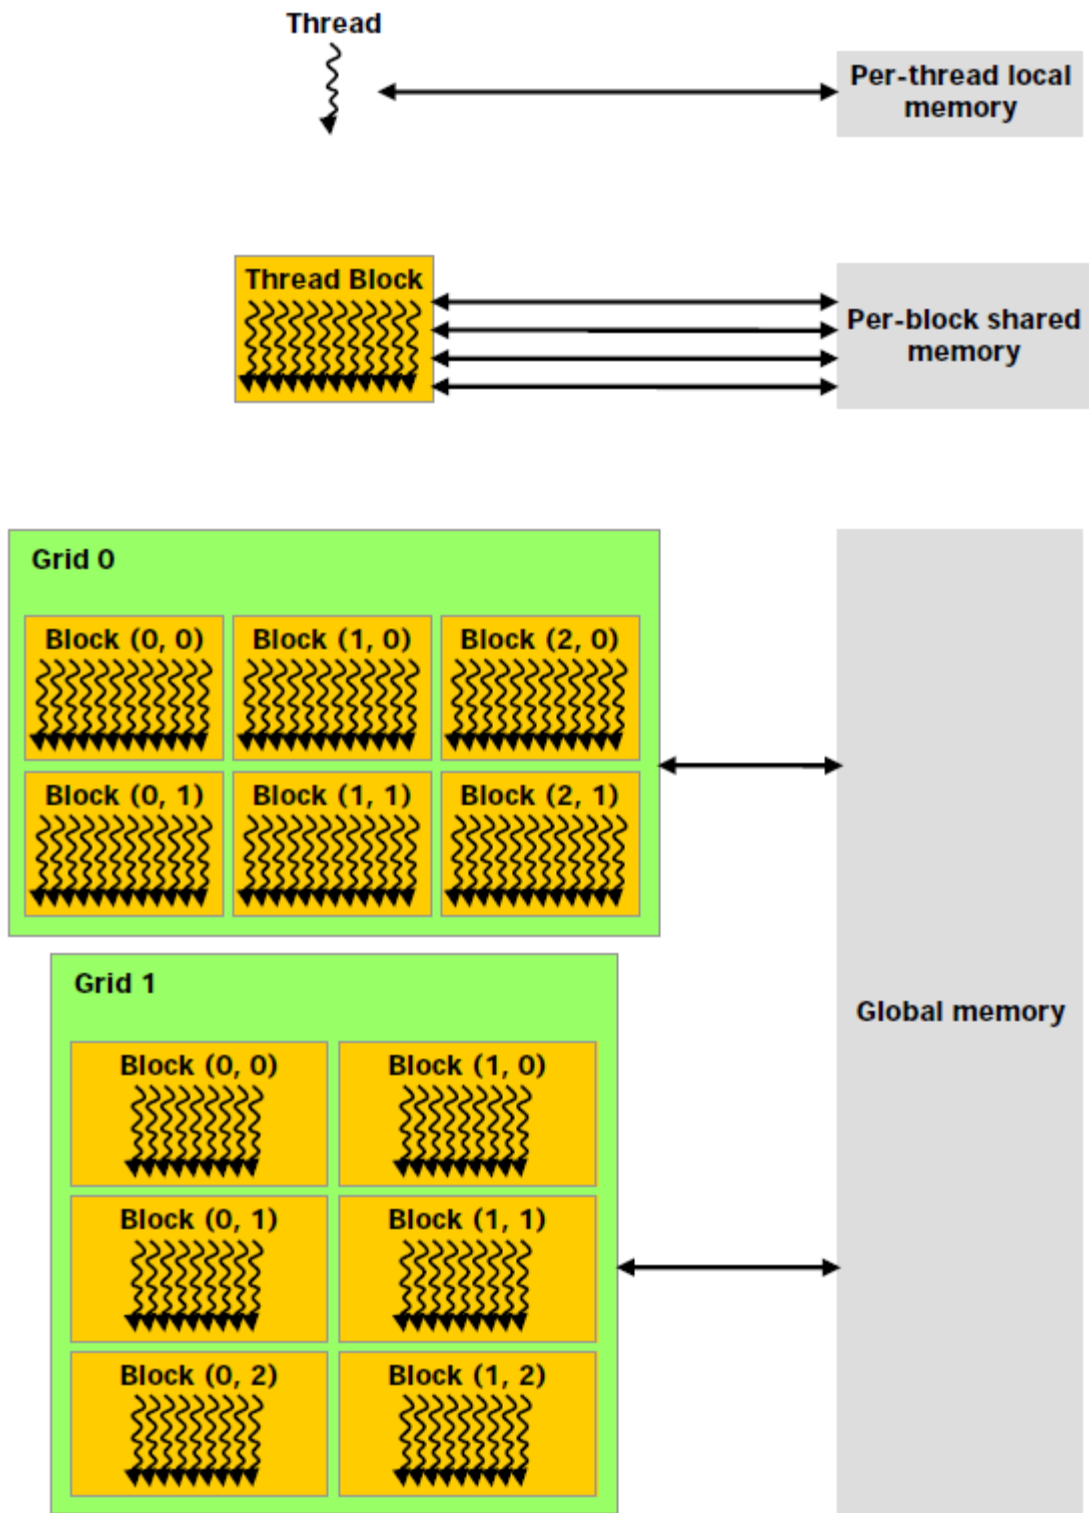 Thread
Per-thread local
memory
Thread Block
Per-block shared
memory
Grid 0
Block (0, 0)
Block (1, 0)
Block (2, 0)
Block (0, 1)
Block (1, 1)
Block (2, 1)
Grid 1
Global memory
Block (0, 0)
Block (1, 0)
Block (0, 1)
Block (1, 1)
Block (0, 2)
Block (1, 2)